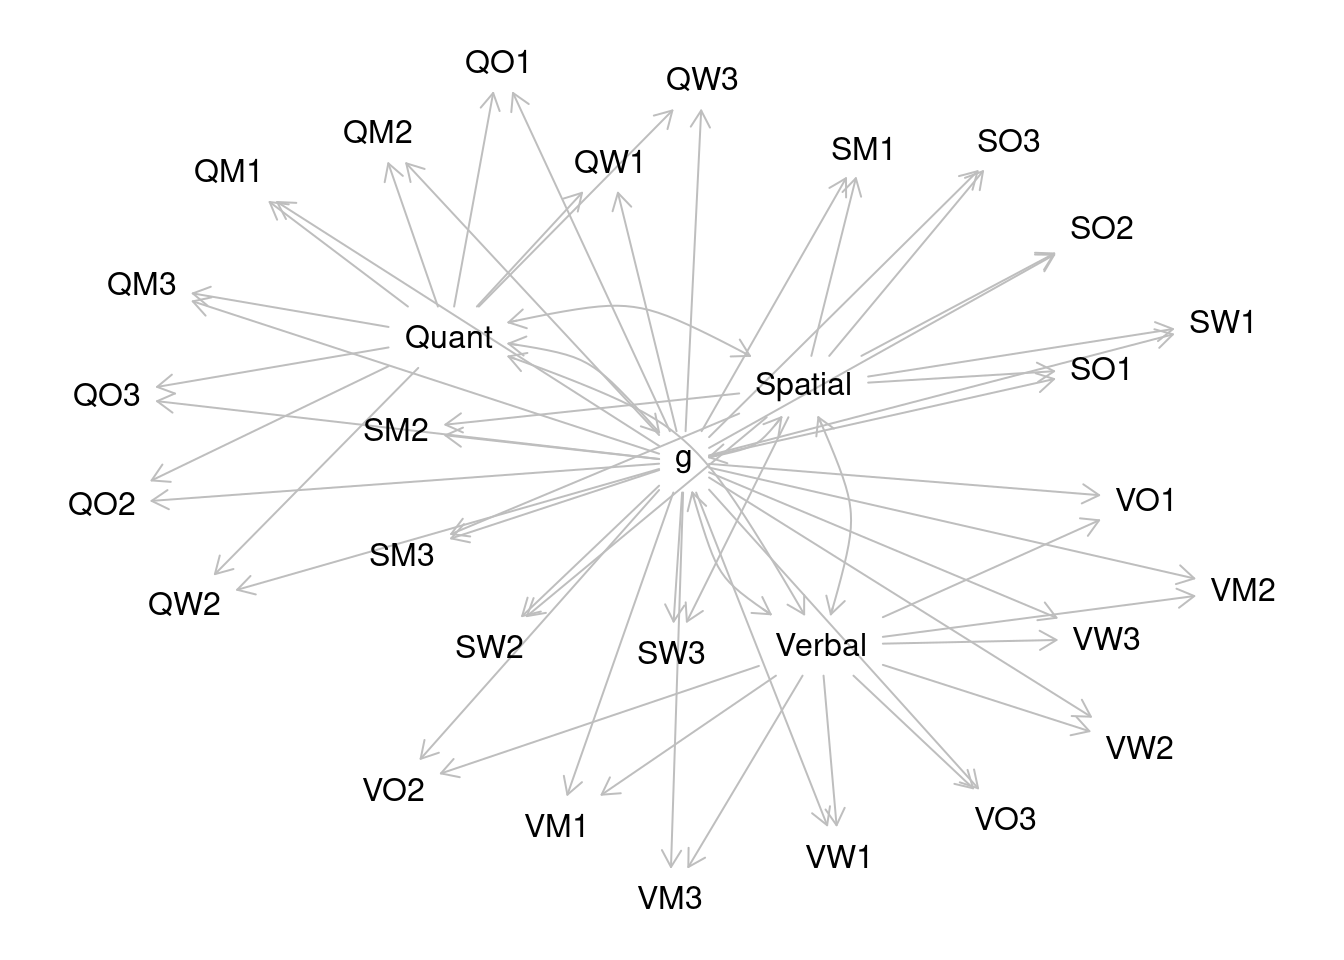 QO1
QW3
QM2
SO3
SM1
QW1
QM1
SO2
QM3
SW1
Quant
SO1
Spatial
QO3
SM2
g
VO1
QO2
SM3
VM2
QW2
VW3
Verbal
SW2
SW3
VW2
VO2
VO3
VM1
VW1
VM3